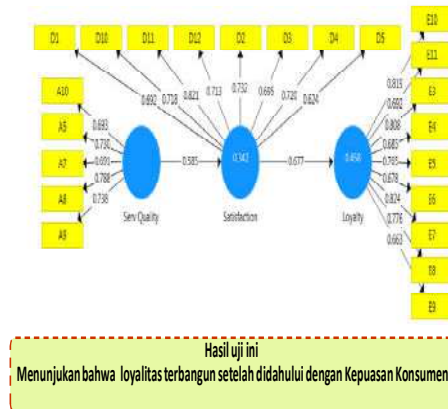 E10
D1 D10 D11 D12 D2 D3 D4 D5
E11
0.815
0.692
0.692 0.718 0.821 0.713 0.732 0.695 0.720 0.624
E3
A10
0.808
E4
0.693
A5
0.685
0.730
0.342
E5
0.795
A7
0.691
0.585
0.677
0.678
0.788
E6
A8
0.824
0.738
Serv Quality
Satisfaction
Loyalty
0.776
E7
A9
0.663
E8
E9
Hasil uji ini
Menunjukan bahwa loyalitas terbangun setelah didahului dengan Kepuasan Konsumen